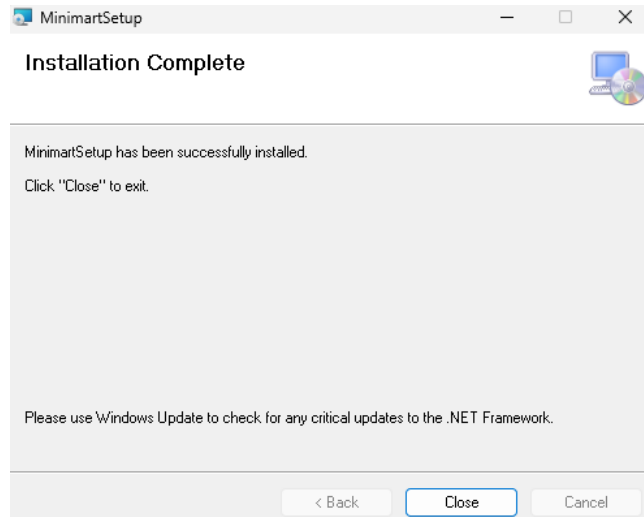 MinimartSetup
Installation Complete
MinimartSetup has been successfully installed.
Click "Close" to exit.
Please use Windows Update to check for any critical updates to the .NET Framework.
< Back
Close
Cancel